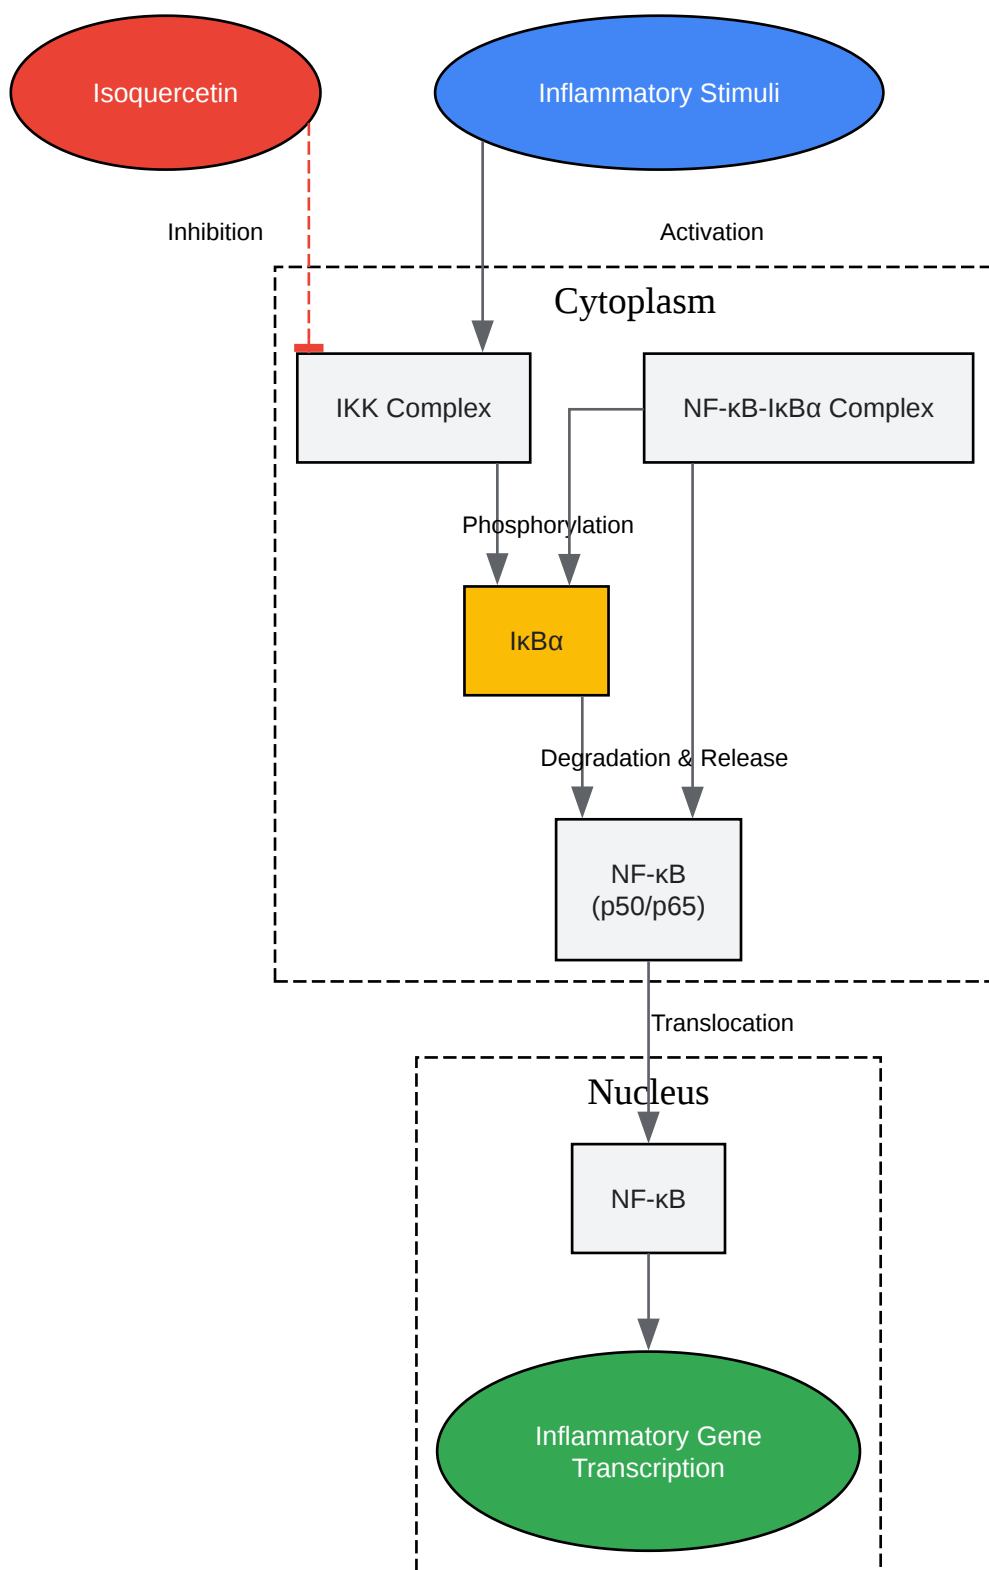 Isoquercetin
Inflammatory Stimuli
Inhibition
Activation
Cytoplasm
IKK Complex
NF-κB-IκBα Complex
Phosphorylation
IκBα
Degradation & Release
NF-κB
(p50/p65)
Translocation
Nucleus
NF-κB
Inflammatory Gene
Transcription